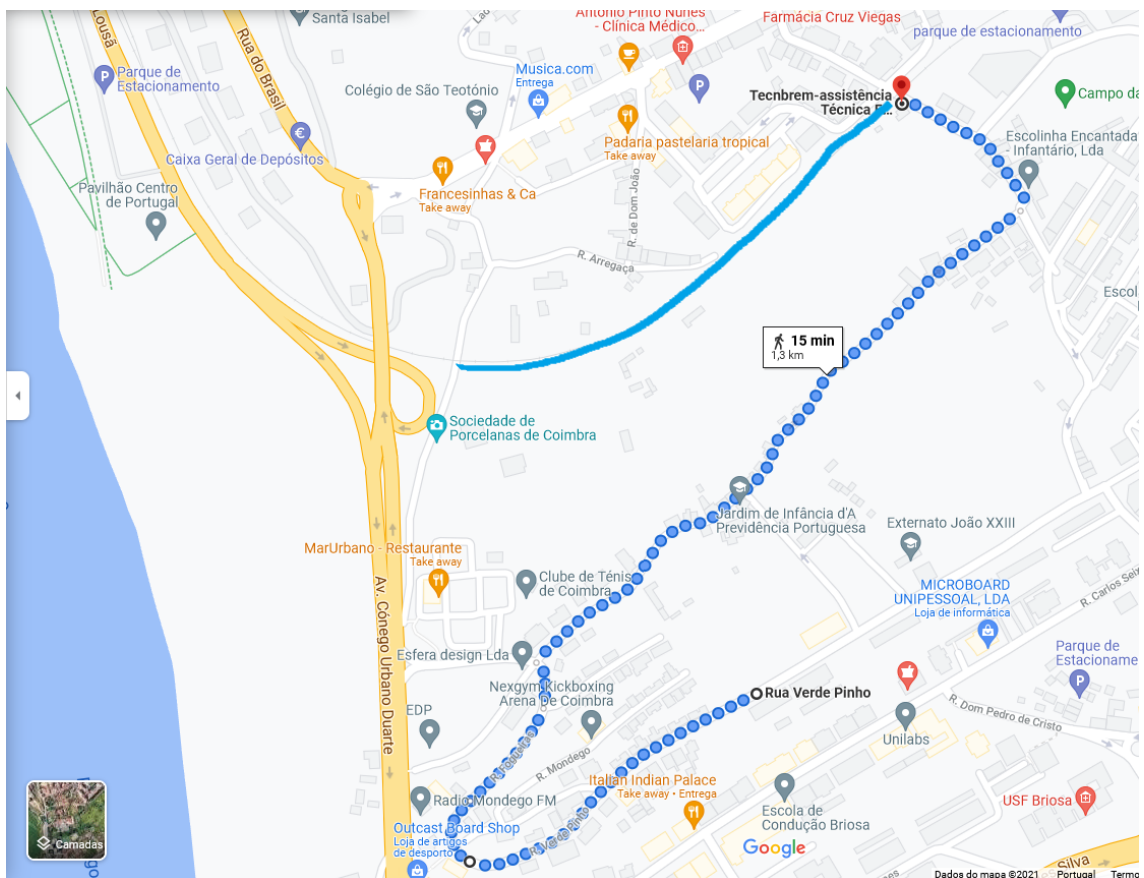 Santa Isabel
Lousã
Rua do Brasil
António Pinto Nunes
- Clínica Médico...
Farmácia Cruz Viegas
parque de estacionamento
Parque de
Estacionamento
Musica.com
Entrega
Colégio de São Teotónio
Tecnbrem-assistência
Técnica E...
Campo da
Caixa Geral de Depósitos
Padaria pastelaria tropical
Take away
Escolinha Encantada
- Infantário, Lda
Pavilhão Centro
de Portugal
Francesinhas & Ca
Take away
R. de Dom João
R. Arregaça
15 min
1,3 km
Sociedade de
Porcelanas de Coimbra
Jardim de Infância d'A
Previdência Portuguesa
Externato João XXIII
MarUrbano - Restaurante
Take away
Clube de Ténis
de Coimbra
MICROBOARD
UNIPESSOAL, LDA
Loja de informática
R. Carlos Sei
Av. Cónego Urbano Duarte
Esfera design Lda
Parque de
Estacioname
Nexgym Kickboxing
Arena De Coimbra
Rua Verde Pinho
R. Dom Pedro de Cristo
EDP
Unilabs
R. Mondego
Italian Indian Palace
Take away • Entrega
Radio Mondego FM
Escola de
Condução Briosa
USF Briosa
Outcast Board Shop
Loja de artigos
de desporto
R. Verde Pinho
Camadas
Google
Silva
Dados do mapa ©2021 Portugal Termo